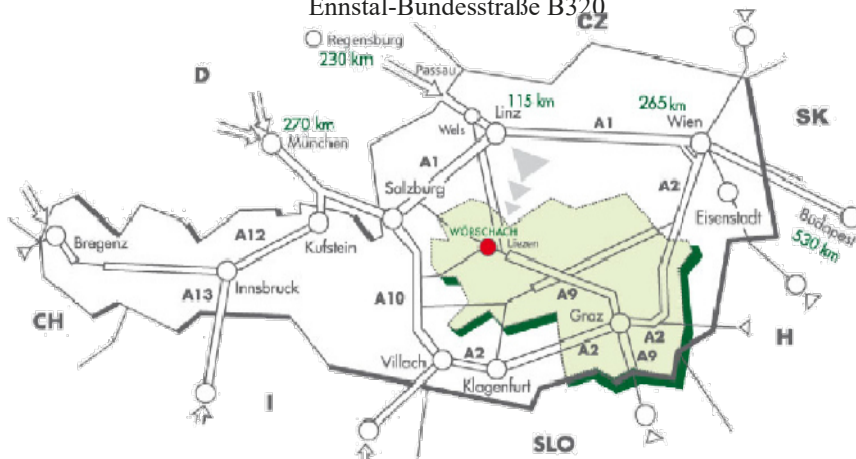 Ennstal-Bundesstraße B320
CZ
Regensburg
230 km
Passau
D
115 km
265 km
Linz
Wels
A1
Wien
SK
270 km
München
A1
A2
Salzburg
Eisenstadt
Budapest
530 km
WÖRSCHACH
Liezen
A12
Kufstein
Bregenz
A13
Innsbruck
A10
A9
Graz
CH
H
A2
Villach
A2
A2
A9
Klagenfurt
I
SLO